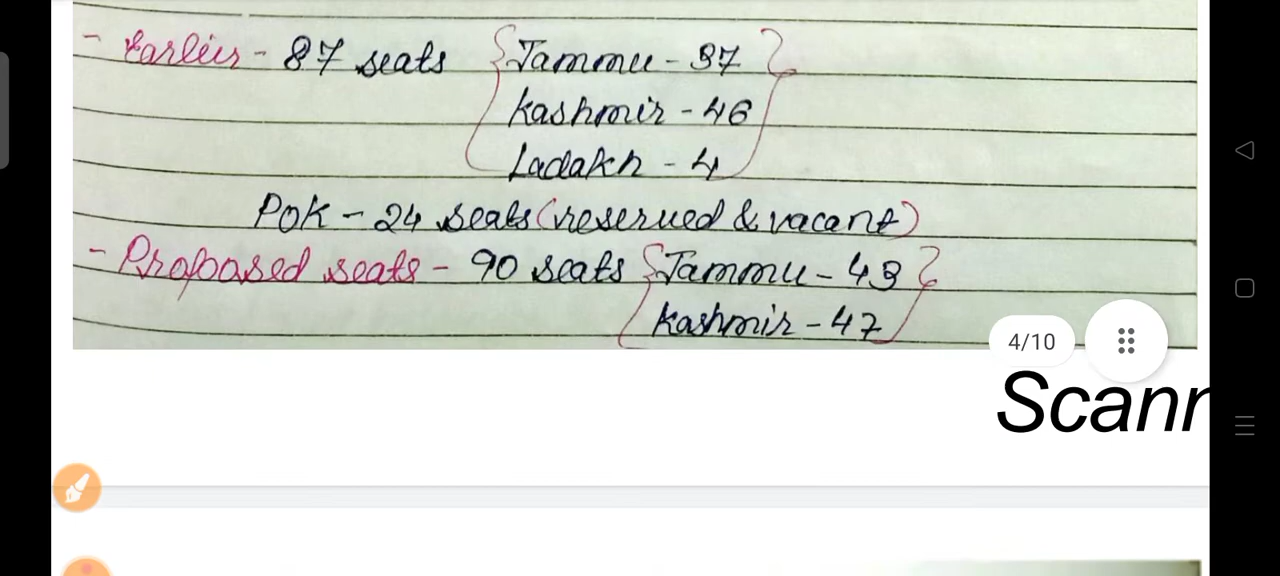 - Earlier - 87 seats { Jammu - 37 }
Kashmir - 46
Ladakh - 4
POK - 24 seats (reserved & vacant)
- Proposed seats - 90 seats { Jammu - 43 }
Kashmir - 47
4/10
Scann